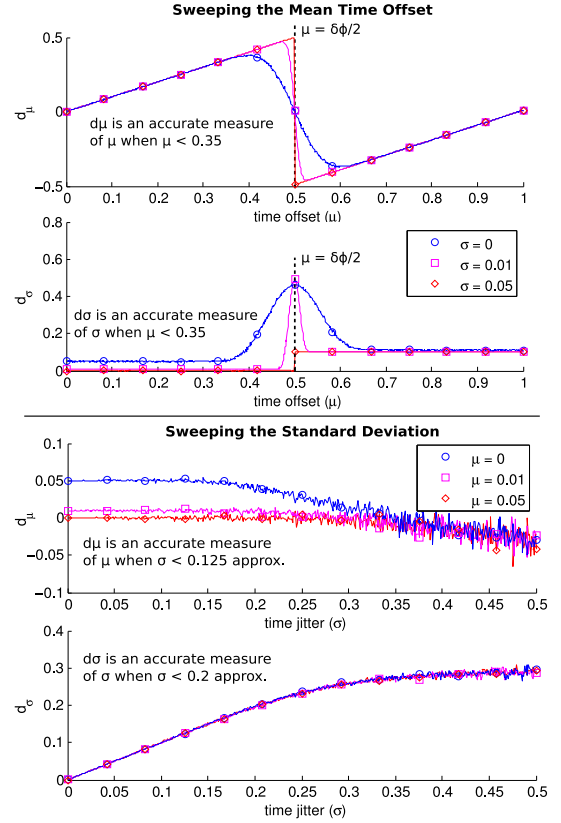 Sweeping the Mean Time Offset
μ = δϕ/2
0.5
0
−0.5
dμ
dμ is an accurate measure
of μ when μ < 0.35
0 0.1 0.2 0.3 0.4 0.5 0.6 0.7 0.8 0.9 1
time offset (μ)
0.8
0.6
0.4
0.2
0
dσ
μ = δϕ/2
σ = 0
σ = 0.01
σ = 0.05
dσ is an accurate measure
of σ when μ < 0.35
0 0.1 0.2 0.3 0.4 0.5 0.6 0.7 0.8 0.9 1
time offset (μ)
Sweeping the Standard Deviation
0.1
0.05
0
−0.05
−0.1
dμ
μ = 0
μ = 0.01
μ = 0.05
dμ is an accurate measure
of μ when σ < 0.125 approx.
0 0.05 0.1 0.15 0.2 0.25 0.3 0.35 0.4 0.45 0.5
time jitter (σ)
0.4
0.3
0.2
0.1
0
dσ
dσ is an accurate measure
of σ when σ < 0.2 approx.
0 0.05 0.1 0.15 0.2 0.25 0.3 0.35 0.4 0.45 0.5
time jitter (σ)